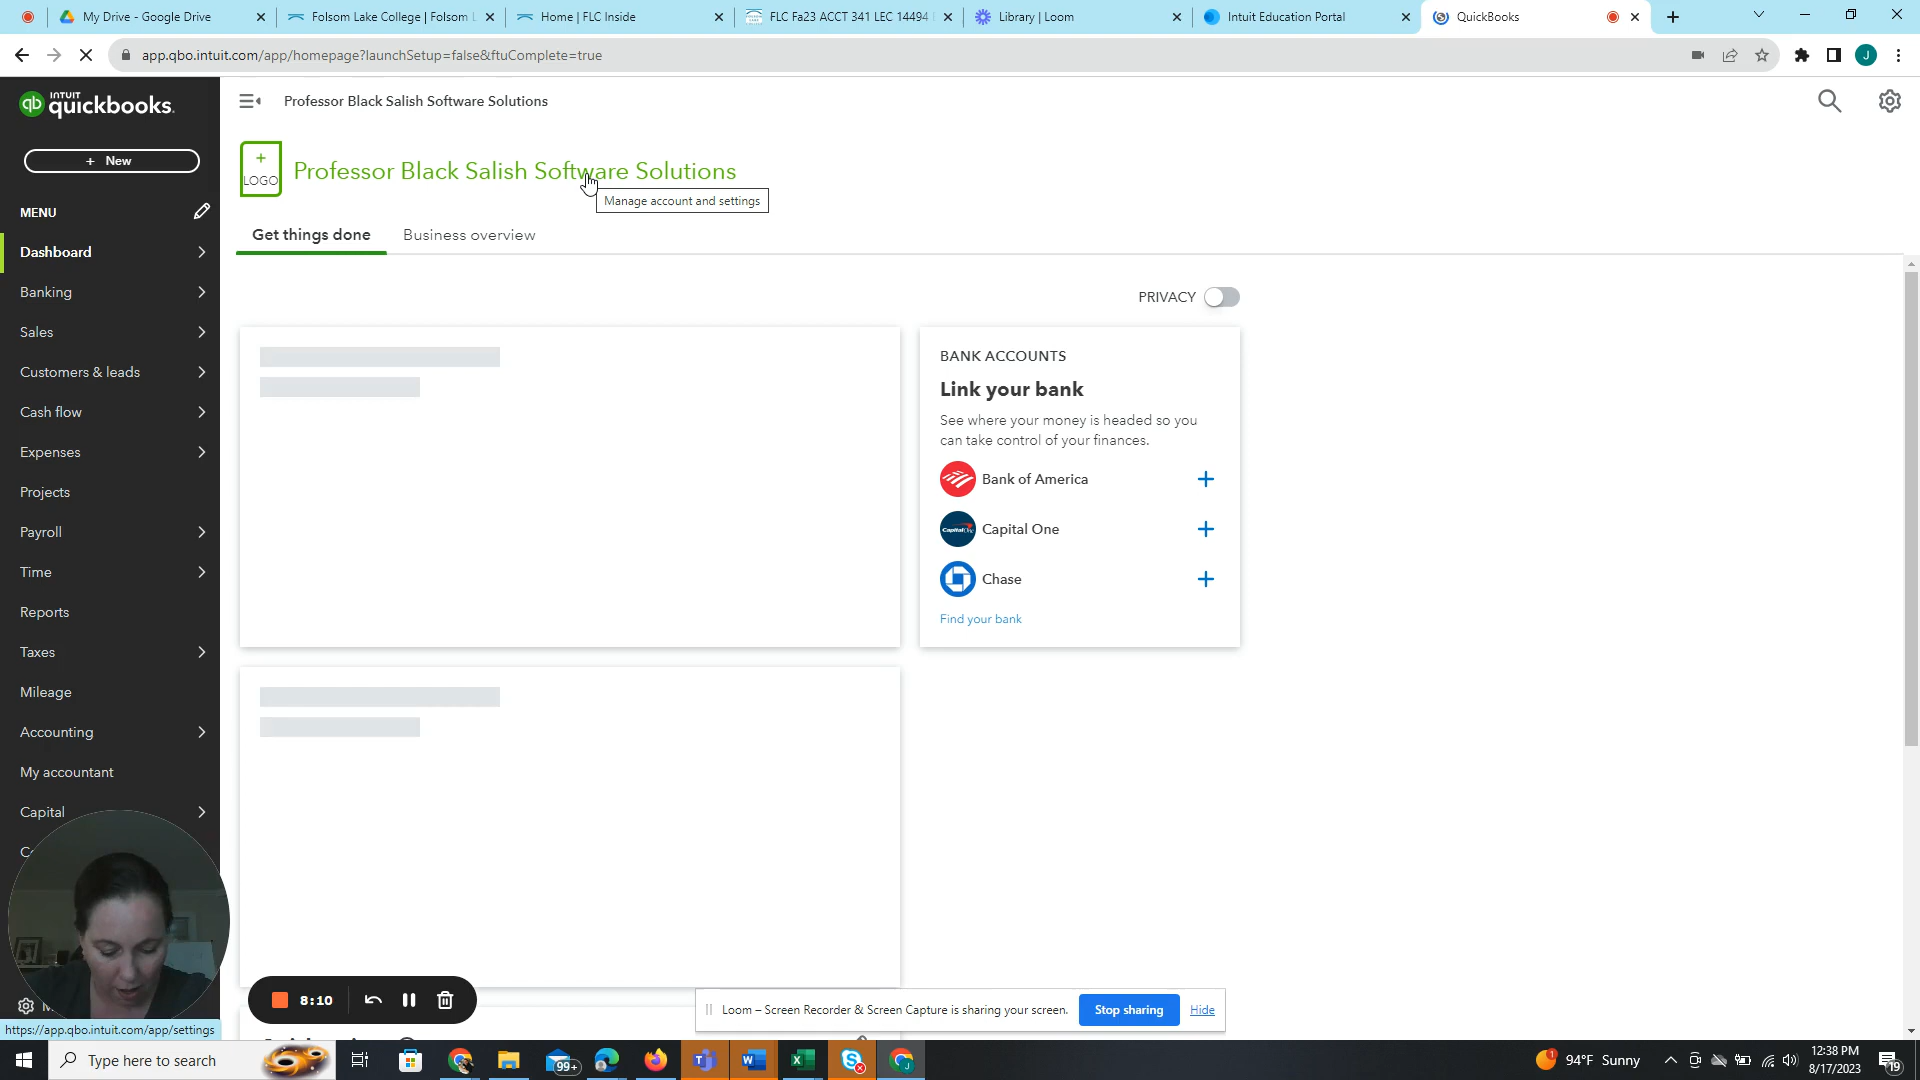 My Drive - Google Drive
Folsom Lake College | Folsom L
Home | FLC Inside
FLC Fa23 ACCT 341 LEC 14494
Library | Loom
Intuit Education Portal
QuickBooks
app.qbo.intuit.com/app/homepage?launchSetup=false&ftuComplete=true
J
INTUIT
quickbooks.
Professor Black Salish Software Solutions
+ New
+
LOGO
Professor Black Salish Software Solutions
Manage account and settings
MENU
Get things done
Business overview
Dashboard
Banking
PRIVACY
Sales
Customers & leads
Cash flow
Expenses
Projects
Payroll
Time
Reports
Taxes
Mileage
Accounting
My accountant
Capital
BANK ACCOUNTS
Link your bank
See where your money is headed so you
can take control of your finances.
Bank of America
Capital One
Chase
Find your bank
8:10
Loom – Screen Recorder & Screen Capture is sharing your screen.
Stop sharing
Hide
https://app.qbo.intuit.com/app/settings
Type here to search
99+
94°F Sunny
12:38 PM
8/17/2023
19